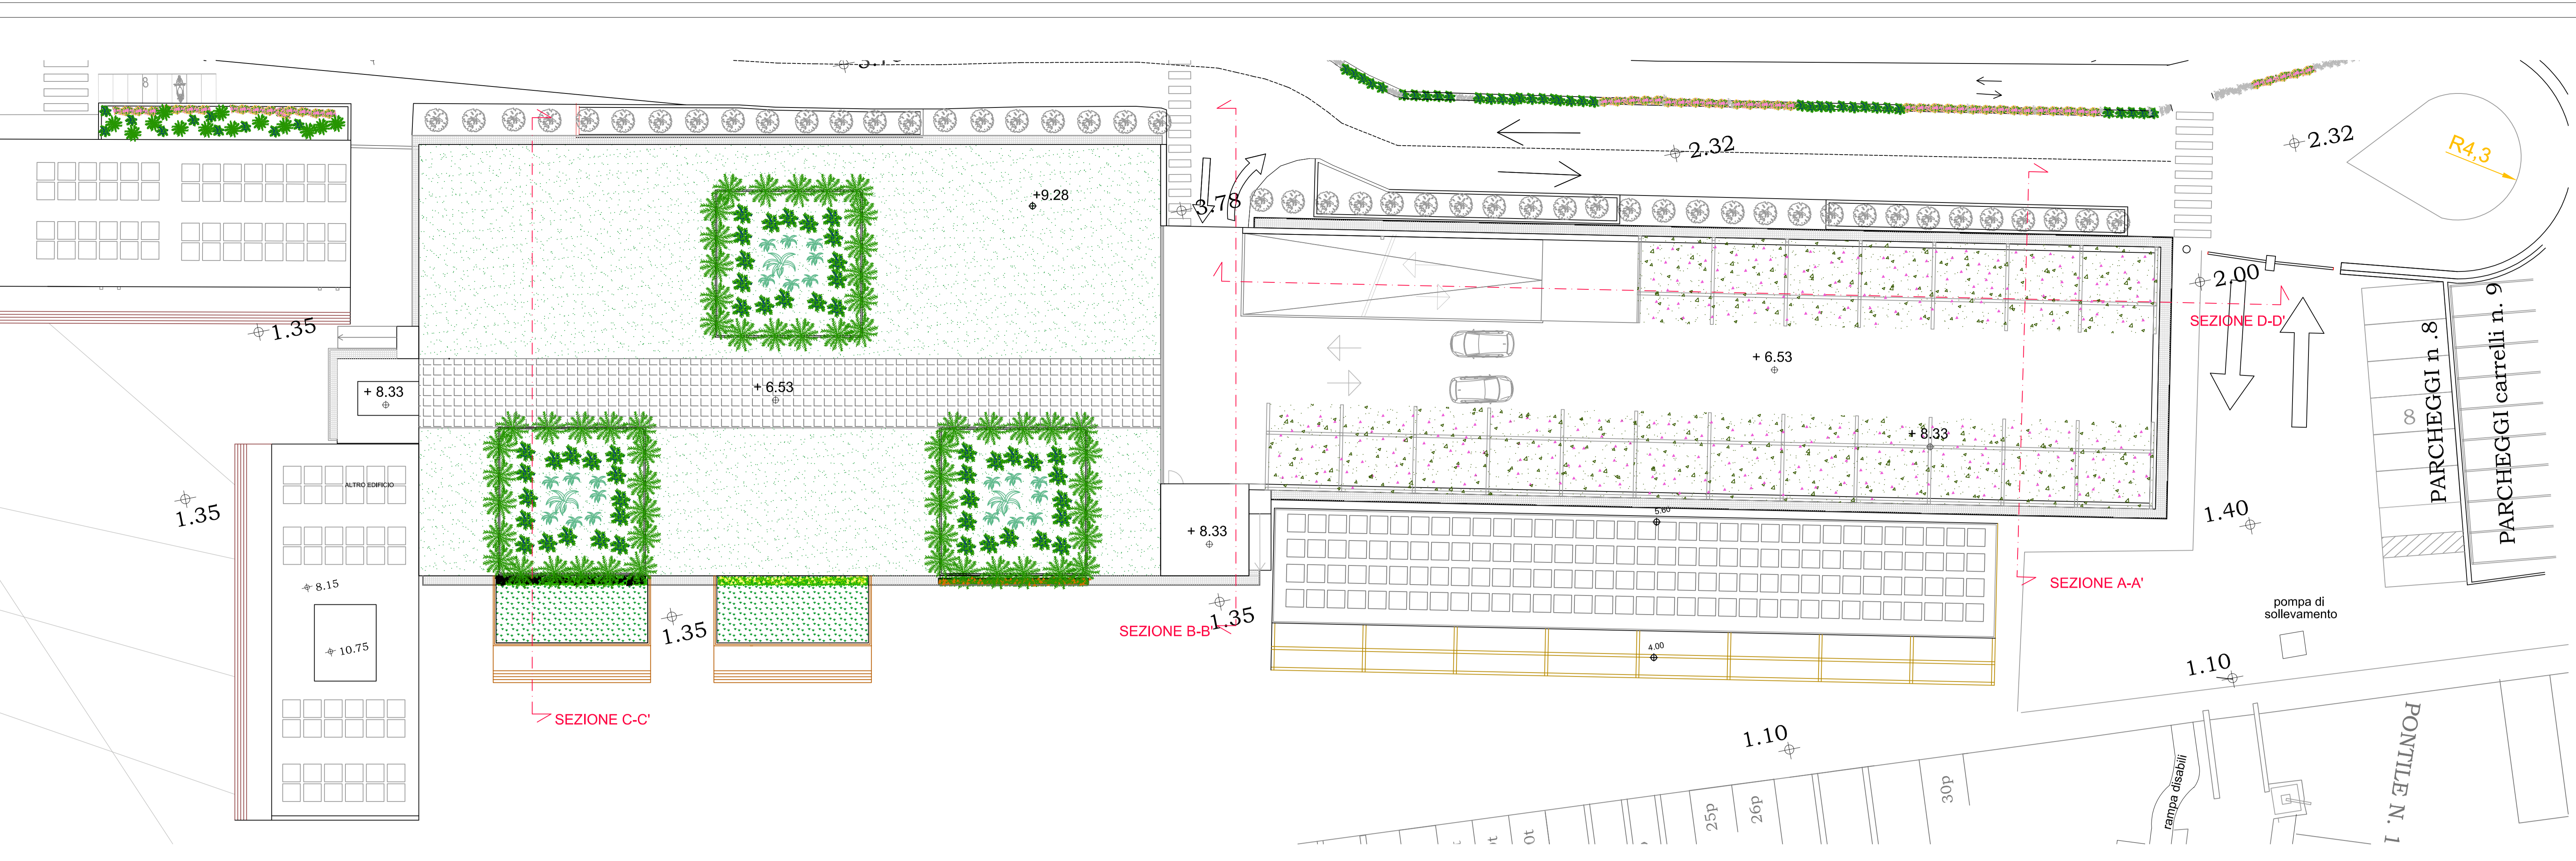 8
+9.28
2.32
2.32
R4,3
3.78
2.00
1.35
SEZIONE D-D'
+ 8.33
+ 6.53
+ 6.53
PARCHEGGI n .8
PARCHEGGI carrelli n. 9
8
+ 8.33
ALTRO EDIFICIO
1.35
5.60
1.40
+ 8.33
8.15
SEZIONE A-A'
pompa di
sollevamento
1.35
1.35
SEZIONE B-B'
10.75
4.00
1.10
SEZIONE C-C'
1.10
PONTILE N. 1
rampa disabili
25p
26p
30p